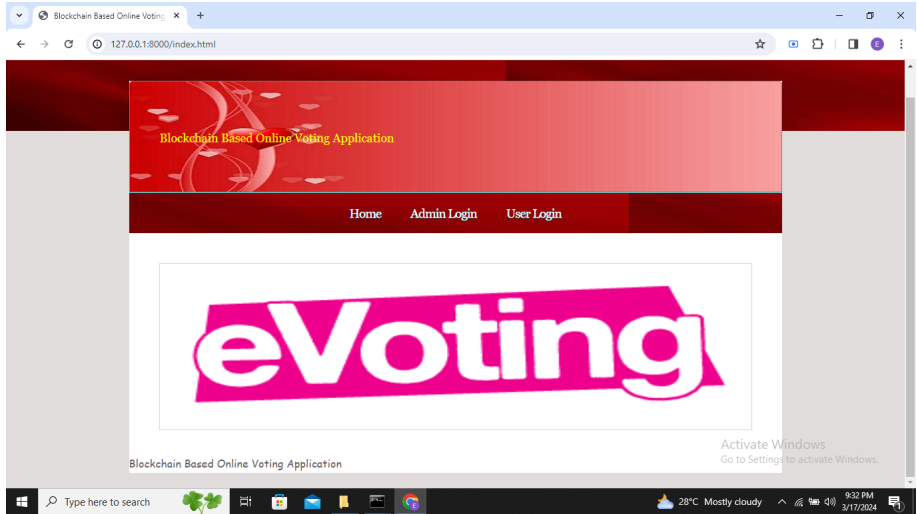 Blockchain Based Online Voting
127.0.0.1:8000/index.html
E
Blockchain Based Online Voting Application
Home Admin Login User Login
eVoting
Blockchain Based Online Voting Application
Activate Windows
Go to Settings to activate Windows.
Type here to search
28°C Mostly cloudy
9:32 PM
3/17/2024